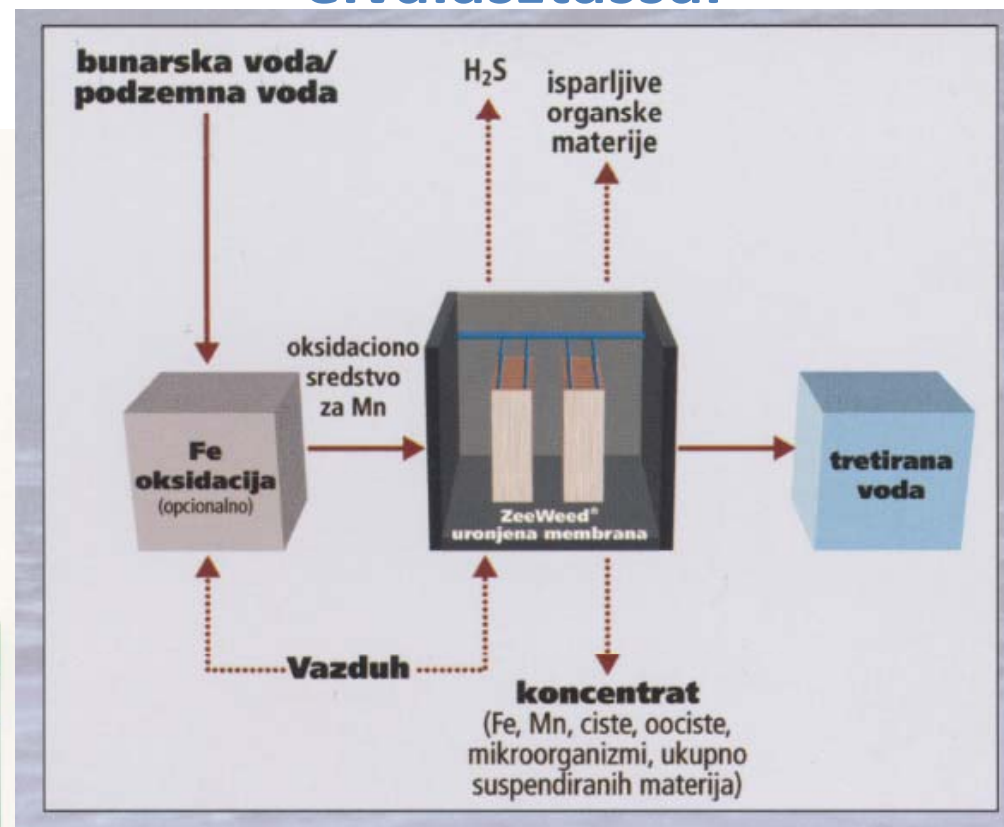 bunarska voda/
podzemna voda
H₂S
isparljive
organske
materije
oksidaciono
sredstvo
za Mn
Fe
oksidacija
(opcionalno)
ZeeWeed®
uronjena membrana
tretirana
voda
Vazduh
koncentrat
(Fe, Mn, ciste, oociste,
mikroorganizmi, ukupno
suspendiranih materija)